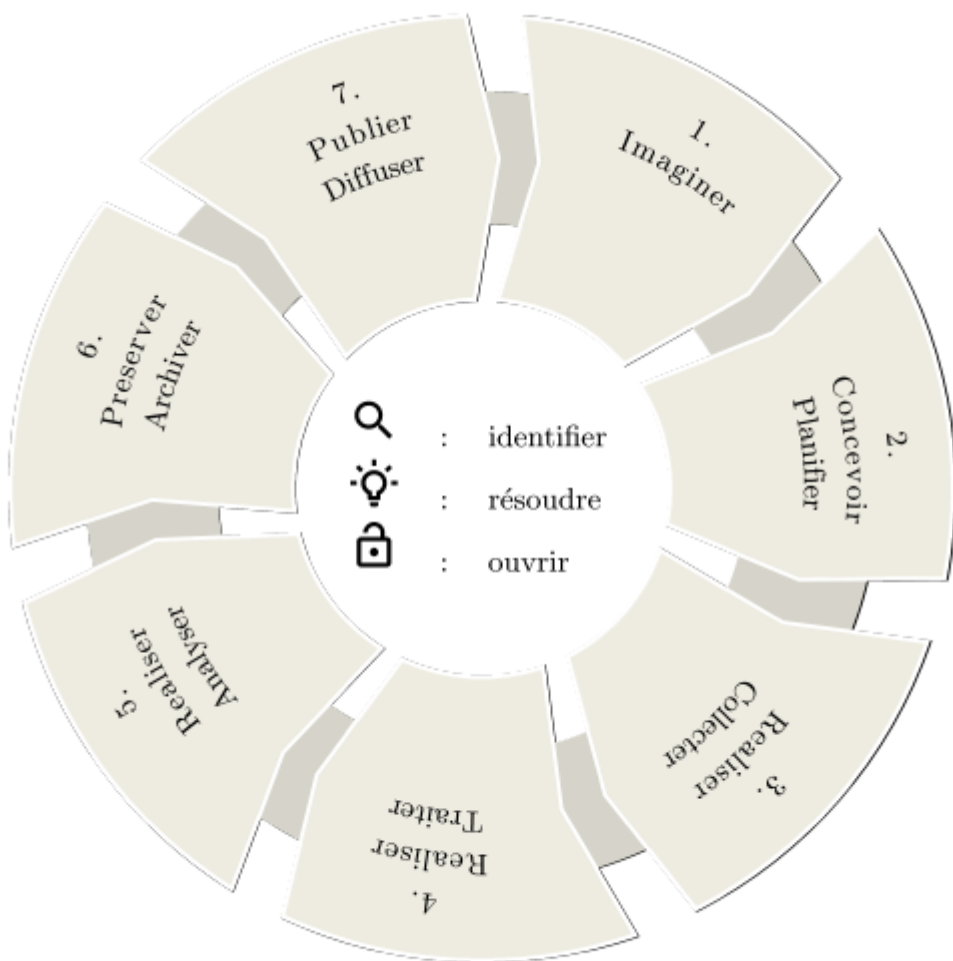 1.
Imaginer
2.
Concevoir
Planifier
3.
Realiser
Collecter
4.
Realiser
Traiter
5.
Realiser
Analyser
6.
Preserver
Archiver
7.
Publier
Diffuser
: identifier
: résoudre
: ouvrir